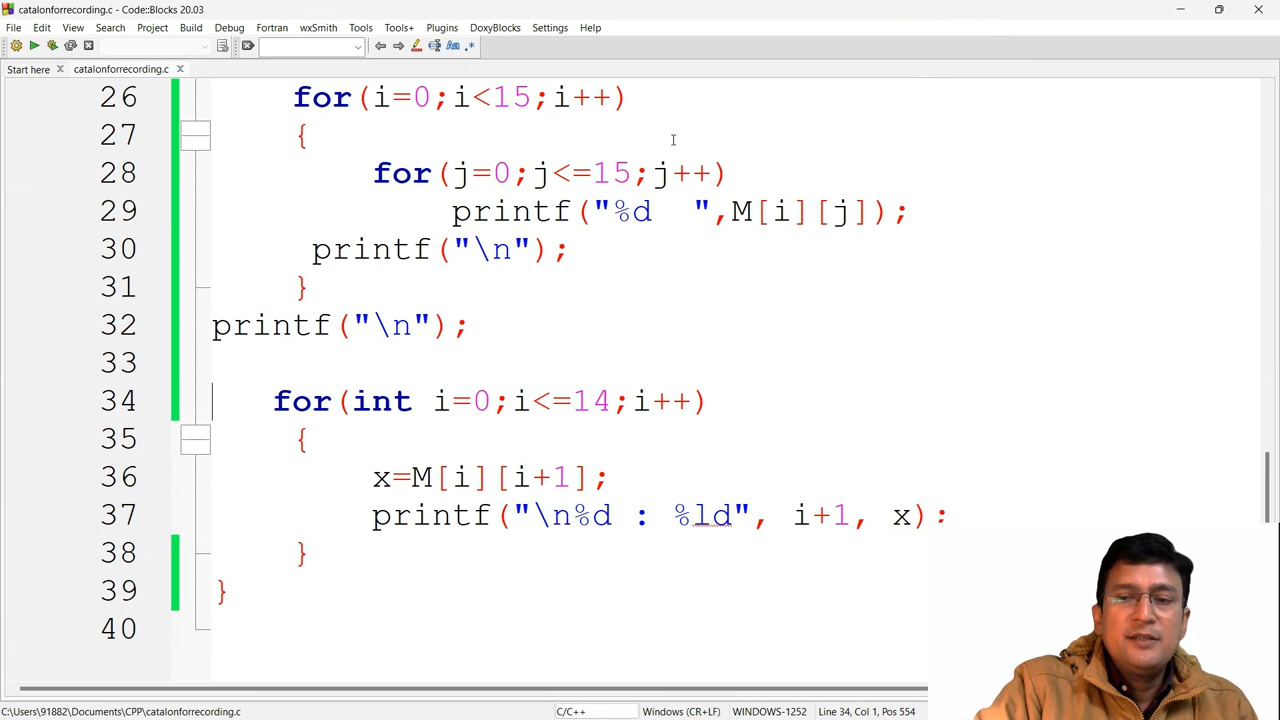 catalonforrecording.c - Code::Blocks 20.03
File Edit View Search Project Build Debug Fortran wxSmith Tools Tools+ Plugins DoxyBlocks Settings Help
Start here catalonforrecording.c
26 for(i=0;i<15;i++)
27 {
28 for(j=0;j<=15;j++)
29 printf("%d  ",M[i][j]);
30 printf("\n");
31 }
32 printf("\n");
33
34 for(int i=0;i<=14;i++)
35 {
36 x=M[i][i+1];
37 printf("\n%d : %ld", i+1, x);
38 }
39 }
40
C:\Users\91882\Documents\CPP\catalonforrecording.c C/C++ Windows (CR+LF) WINDOWS-1252 Line 34, Col 1, Pos 554